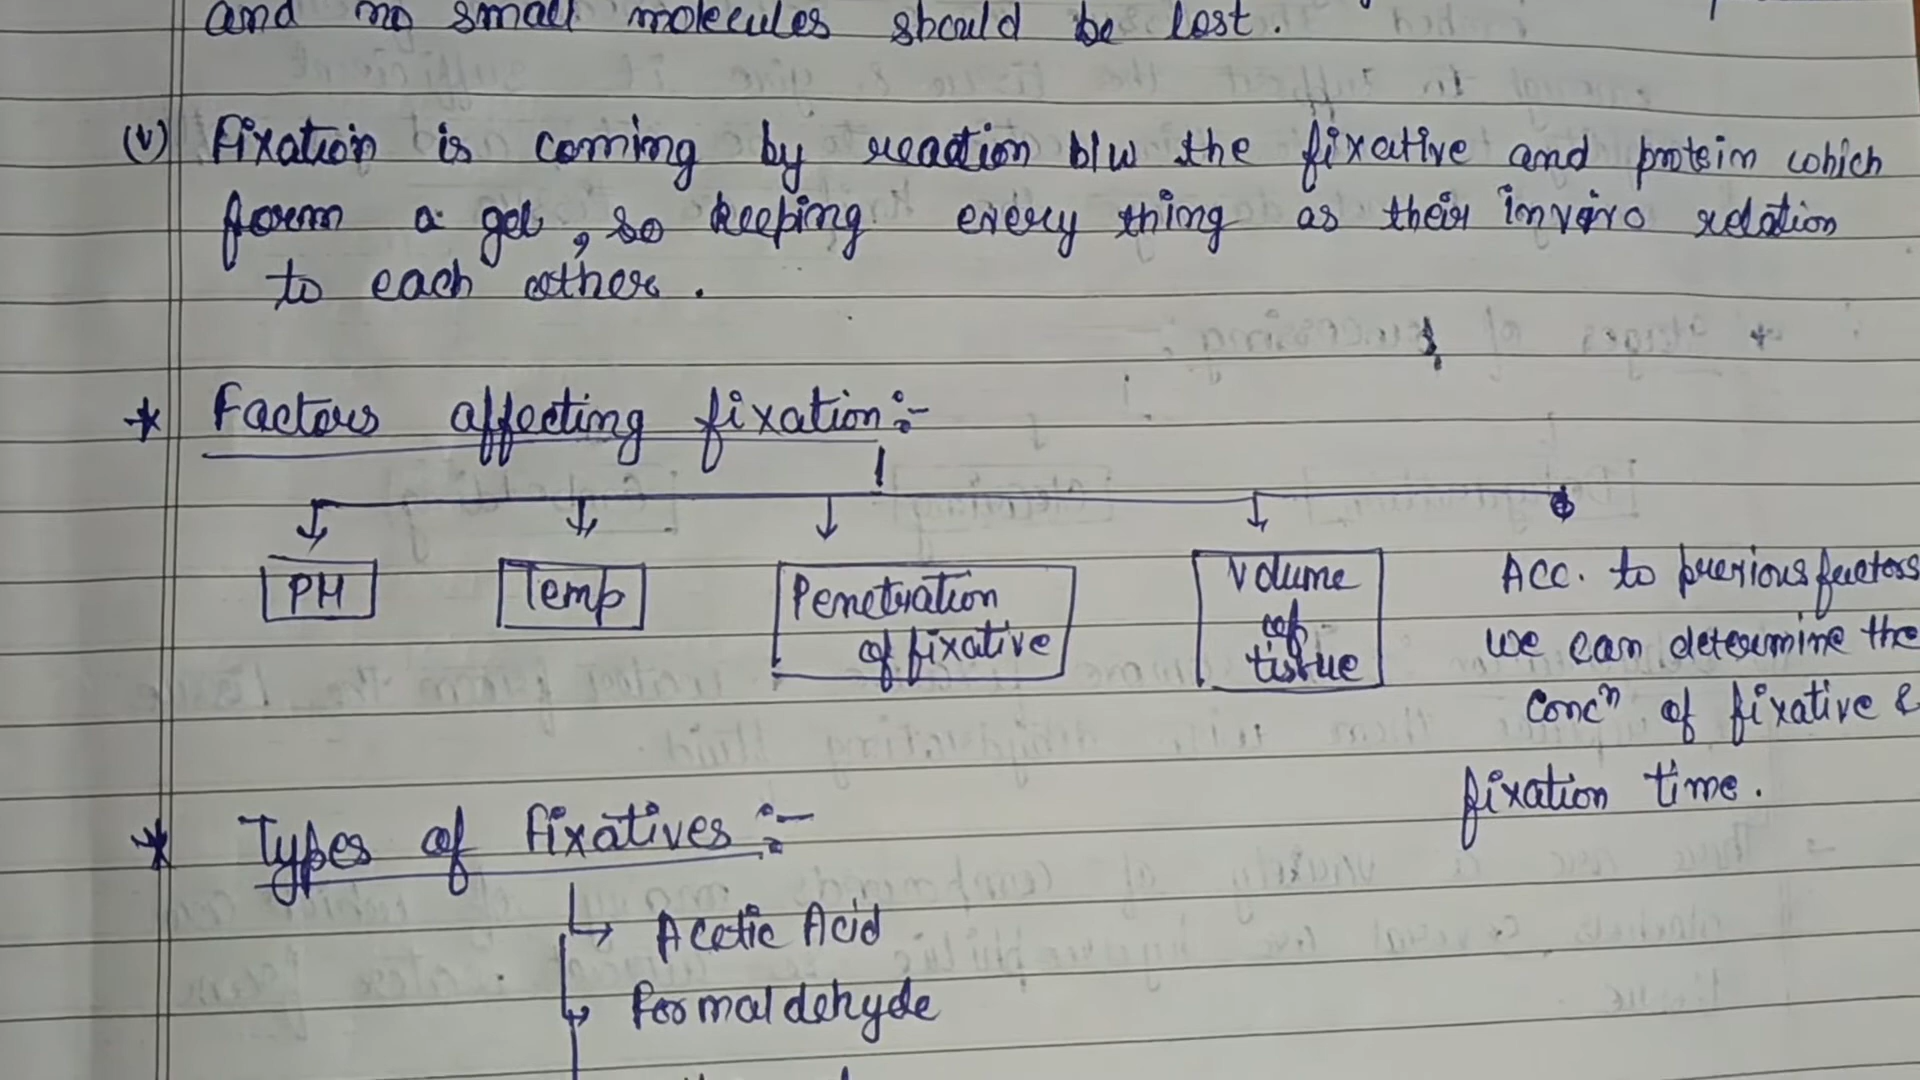 and no small molecules should be lost.
(v) Fixation is coming by reaction b/w the fixative and protein which
form a gel, so keeping every thing as their invivo relation
to each other.
* Factors affecting fixation :-
PH
Temp
Penetration
of fixative
Volume
of
tissue
Acc. to previous factors
we can determine the
concⁿ of fixative &
fixation time.
* Types of fixatives :-
Acetic Acid
Formaldehyde